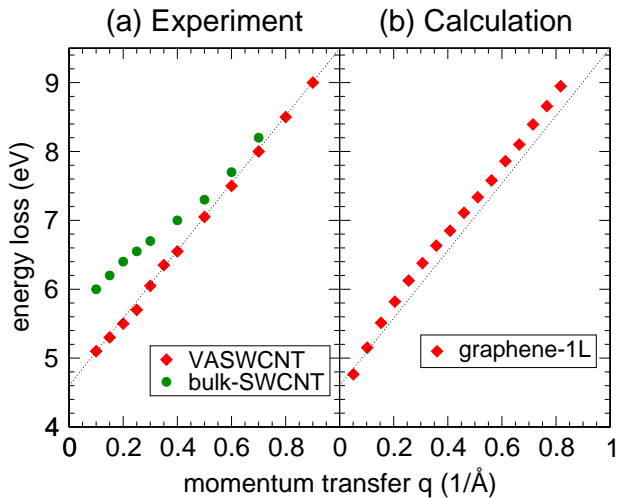 (a) Experiment
(b) Calculation
9
8
7
6
5
4
energy loss (eV)
VASWCNT
bulk-SWCNT
graphene-1L
0 0.2 0.4 0.6 0.8 0 0.2 0.4 0.6 0.8 1
momentum transfer q (1/Å)